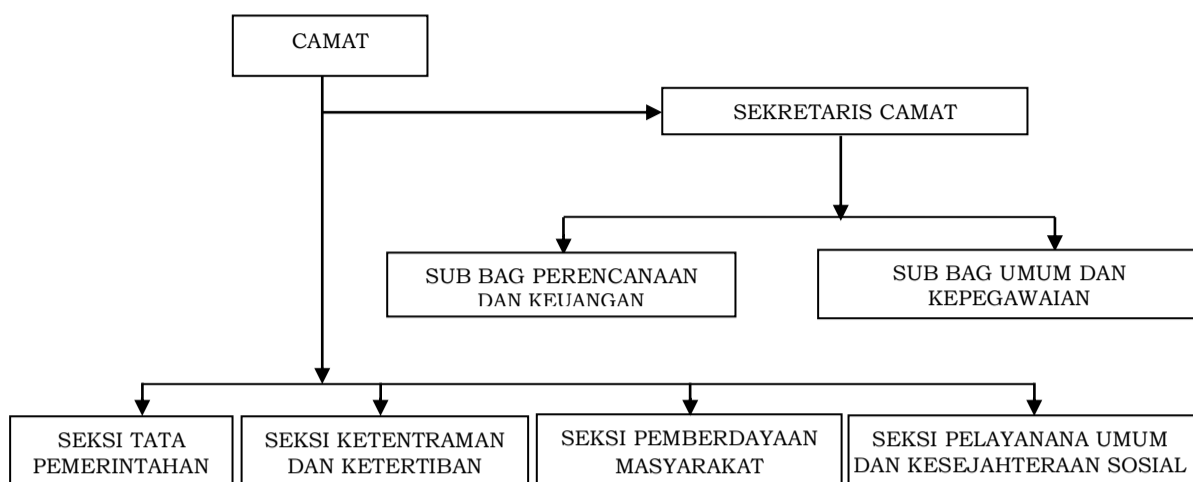 CAMAT
SEKRETARIS CAMAT
SUB BAG PERENCANAAN
DAN KEUANGAN
SUB BAG UMUM DAN
KEPEGAWAIAN
SEKSI TATA
PEMERINTAHAN
SEKSI KETENTRAMAN
DAN KETERTIBAN
SEKSI PEMBERDAYAAN
MASYARAKAT
SEKSI PELAYANANA UMUM
DAN KESEJAHTERAAN SOSIAL